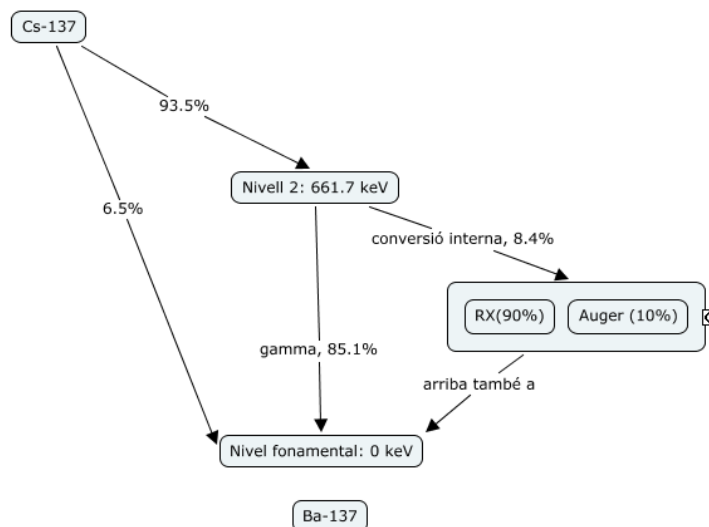 Cs-137
93.5%
Nivell 2: 661.7 keV
6.5%
conversió interna, 8.4%
RX(90%)
Auger (10%)
gamma, 85.1%
arriba també a
Nivel fonamental: 0 keV
Ba-137